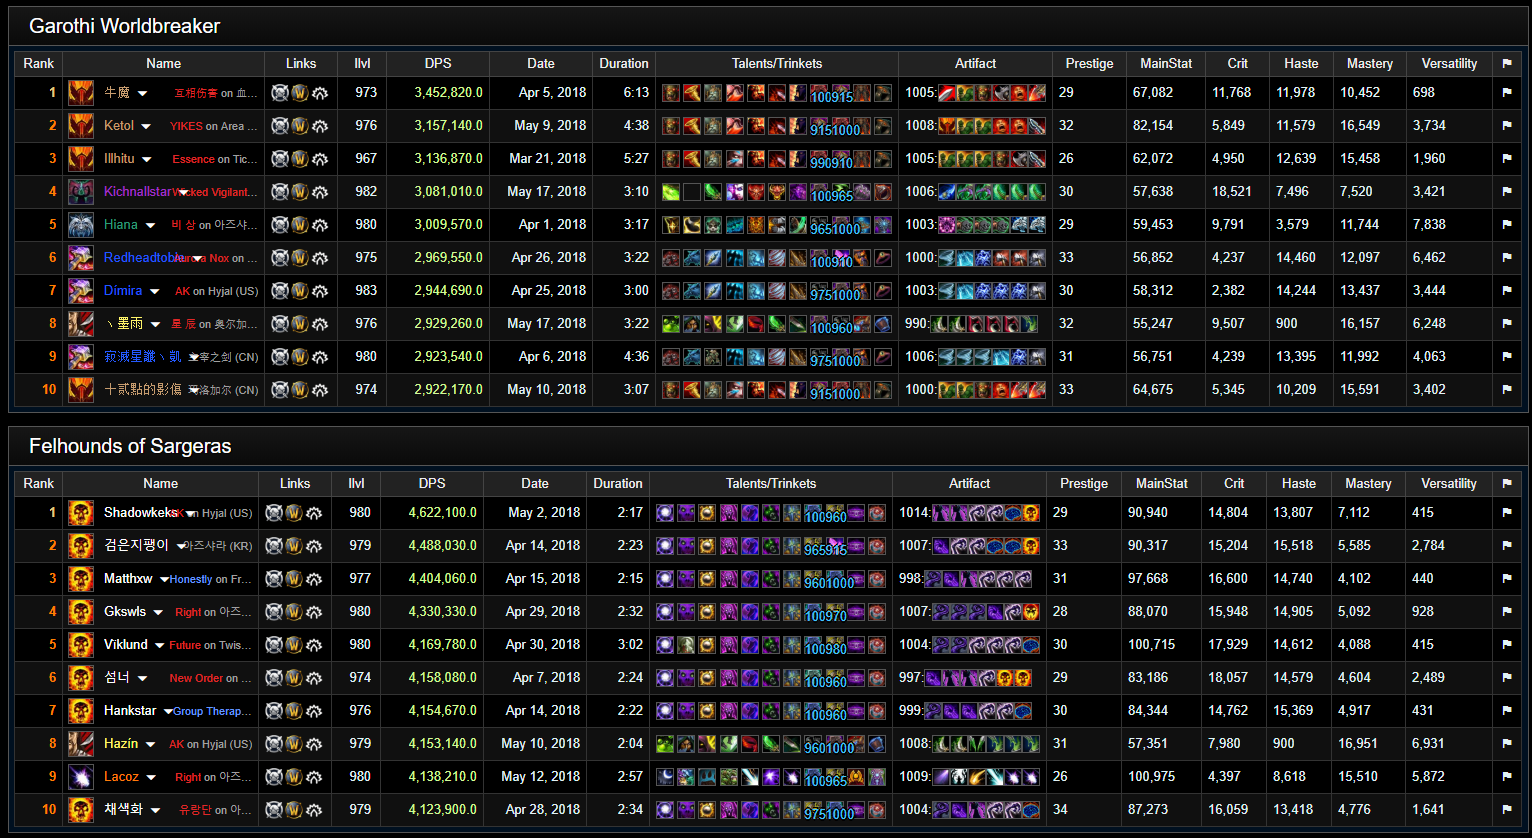 Garothi Worldbreaker
Rank Name Links Ilvl DPS Date Duration Talents/Trinkets Artifact Prestige MainStat Crit Haste Mastery Versatility
1 牛魔 互相伤害 on 血... 973 3,452,820.0 Apr 5, 2018 6:13 1000915 1005: 29 67,082 11,768 11,978 10,452 698
2 Ketol YIKES on Area ... 976 3,157,140.0 May 9, 2018 4:38 9151000 1008: 32 82,154 5,849 11,579 16,549 3,734
3 Illhitu Essence on Tic... 967 3,136,870.0 Mar 21, 2018 5:27 990910 1005: 26 62,072 4,950 12,639 15,458 1,960
4 Kichnallstar Wicked Vigilant... 982 3,081,010.0 May 17, 2018 3:10 1000965 1006: 30 57,638 18,521 7,496 7,520 3,421
5 Hiana 비상 on 아즈샤... 980 3,009,570.0 Apr 1, 2018 3:17 9651000 1003: 29 59,453 9,791 3,579 11,744 7,838
6 Redheadtoble Aurora Nox on ... 975 2,969,550.0 Apr 26, 2018 3:22 1000910 1000: 33 56,852 4,237 14,460 12,097 6,462
7 Dímira AK on Hyjal (US) 983 2,944,690.0 Apr 25, 2018 3:00 9751000 1003: 30 58,312 2,382 14,244 13,437 3,444
8 丶墨雨 星辰 on 奥尔加... 976 2,929,260.0 May 17, 2018 3:22 1000960 990: 32 55,247 9,507 900 16,157 6,248
9 寂滅星讖丶凱 宰之剑 (CN) 980 2,923,540.0 Apr 6, 2018 4:36 9751000 1006: 31 56,751 4,239 13,395 11,992 4,063
10 十貳點的影傷 洛加尔 (CN) 974 2,922,170.0 May 10, 2018 3:07 9151000 1000: 33 64,675 5,345 10,209 15,591 3,402
Felhounds of Sargeras
Rank Name Links Ilvl DPS Date Duration Talents/Trinkets Artifact Prestige MainStat Crit Haste Mastery Versatility
1 Shadowkeks on Hyjal (US) 980 4,622,100.0 May 2, 2018 2:17 1000960 1014: 29 90,940 14,804 13,807 7,112 415
2 검은지팽이 아즈샤라 (KR) 980 4,488,030.0 Apr 14, 2018 2:23 965915 1007: 33 90,317 15,204 15,518 5,585 2,784
3 Matthxw Honestly on Fr... 977 4,404,060.0 Apr 15, 2018 2:15 9601000 998: 31 97,668 16,600 14,740 4,102 440
4 Gkswls Right on 아즈... 980 4,330,330.0 Apr 29, 2018 2:32 1000970 1007: 28 88,070 15,948 14,905 5,092 928
5 Viklund Future on Twis... 980 4,169,780.0 Apr 30, 2018 3:02 1000980 1004: 30 100,715 17,929 14,612 4,088 415
6 섬너 New Order on ... 974 4,158,080.0 Apr 7, 2018 2:24 1000960 997: 29 83,186 18,057 14,579 4,604 2,489
7 Hankstar Group Therap... 976 4,154,670.0 Apr 14, 2018 2:22 1000960 999: 30 84,344 14,762 15,369 4,917 431
8 Hazín AK on Hyjal (US) 979 4,153,140.0 May 10, 2018 2:04 9601000 1008: 31 57,351 7,980 900 16,951 6,931
9 Lacoz Right on 아즈... 980 4,138,210.0 May 12, 2018 2:57 1000965 1009: 26 100,975 4,397 8,618 15,510 5,872
10 채색화 유랑단 on 아... 979 4,123,900.0 Apr 28, 2018 2:34 9751000 1004: 34 87,273 16,059 13,418 4,776 1,641